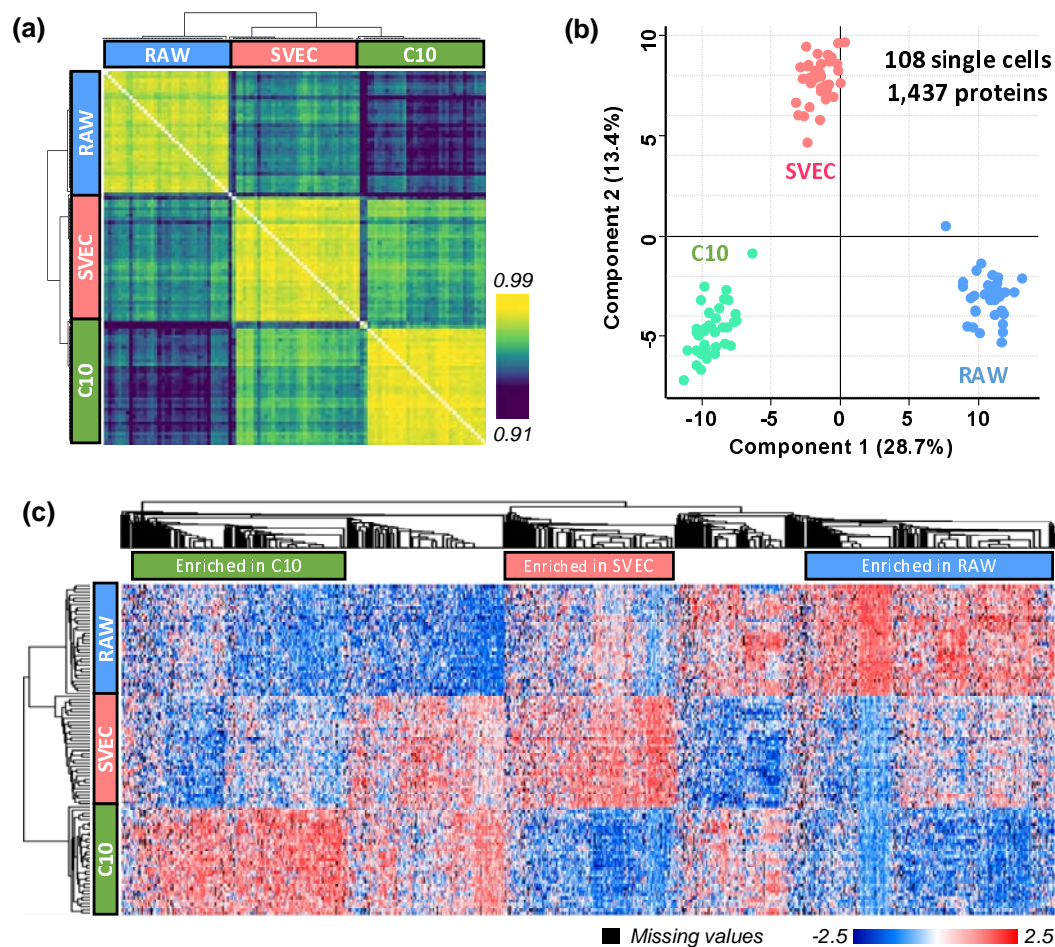 (a)
RAW
SVEC
C10
RAW
SVEC
C10
0.99
0.91
(b)
108 single cells
1,437 proteins
SVEC
C10
RAW
10
5
0
-5
Component 2 (13.4%)
-10
-5
0
5
10
Component 1 (28.7%)
(c)
Enriched in C10
Enriched in SVEC
Enriched in RAW
RAW
SVEC
C10
Missing values
-2.5
2.5